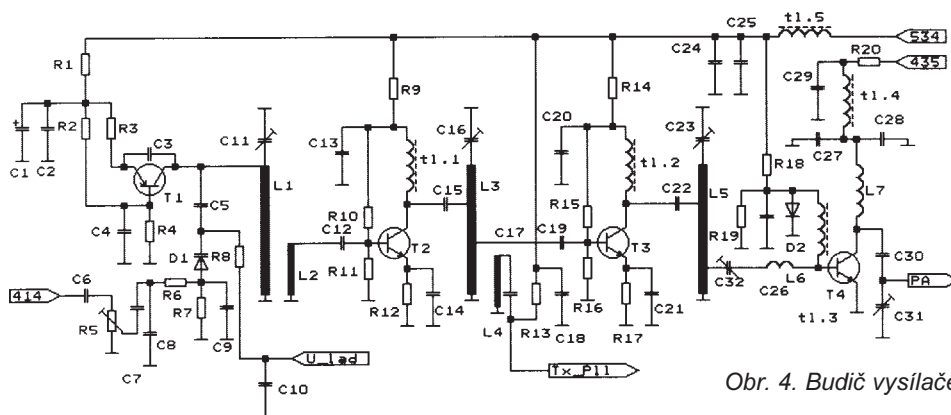 t1.5
534
C25
C24
R20
435
C29
t1.4
R1
R9
R14
C11
C16
C23
C28
C27
R2
R3
C3
C13
C20
t1.1
t1.2
R18
C1
C2
T1
L1
L3
L5
L7
C5
C15
C22
R10
R15
R19
D2
C4
R4
R8
C12
C17
C19
T2
T3
L6
C30
D1
L2
R11
R16
C32
C26
T4
PA
C6
R6
414
R5
R7
R12
C14
L4
R13
C18
R17
C21
t1.3
C31
C7
C8
C9
U_lad
Tx_Pll
C10
Obr. 4. Budič vysílače